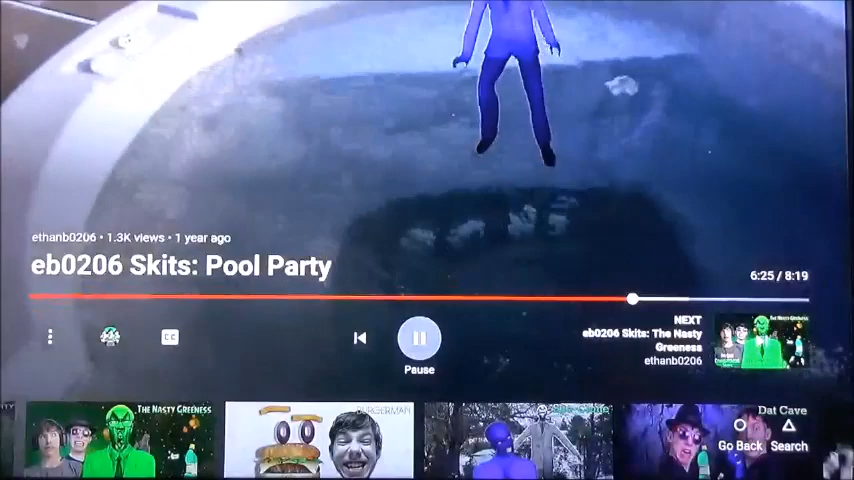 ethanb0206 • 1.3K views • 1 year ago
eb0206 Skits: Pool Party
6:25 / 8:19
CC
Pause
NEXT
eb0206 Skits: The Nasty
Greeness
ethanb0206
THE NASTY GREENESS
BURGERMAN
Dat Cave
Go Back
Search